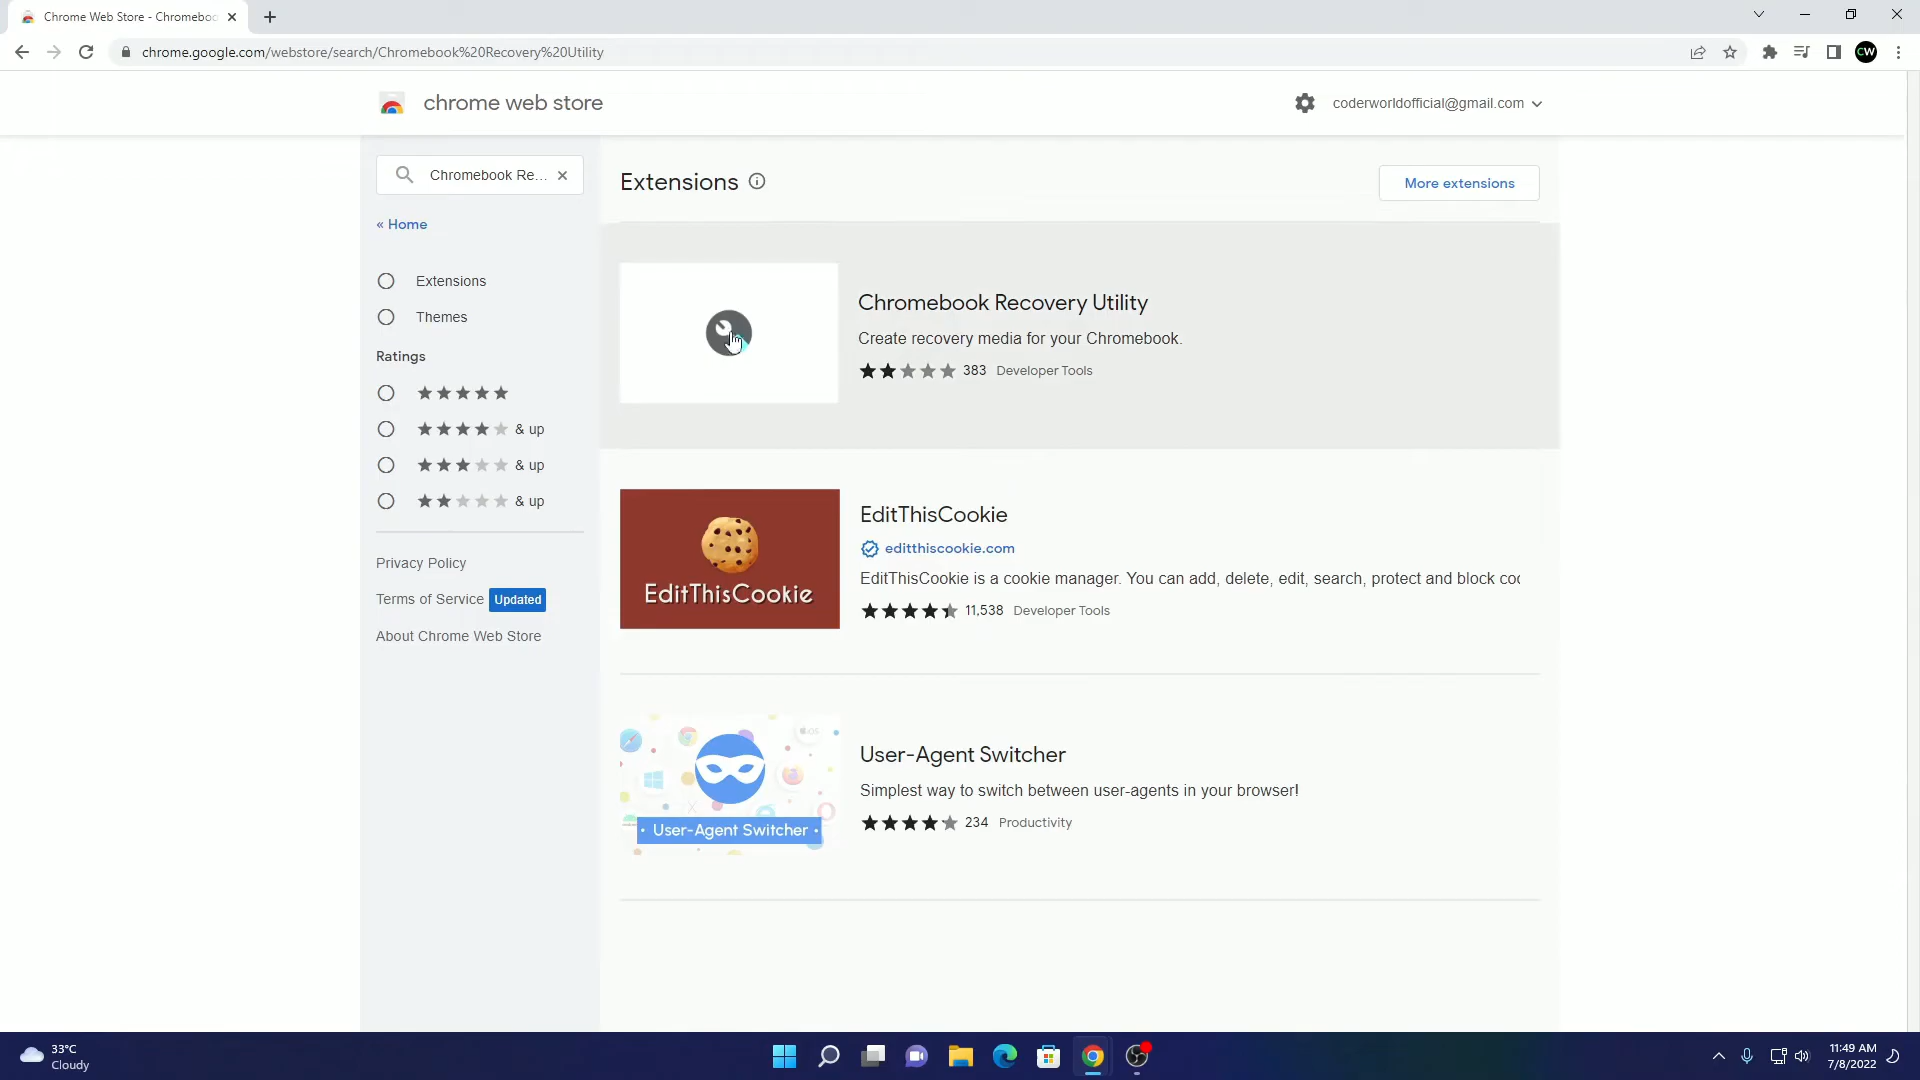 Chrome Web Store - Chromeboo
chrome.google.com/webstore/search/Chromebook%20Recovery%20Utility
CW
chrome web store
coderworldofficial@gmail.com
Chromebook Re...
« Home
Extensions
Themes
Ratings
& up
& up
& up
Privacy Policy
Terms of Service Updated
About Chrome Web Store
Extensions
More extensions
Chromebook Recovery Utility
Create recovery media for your Chromebook.
383 Developer Tools
EditThisCookie
EditThisCookie
editthiscookie.com
EditThisCookie is a cookie manager. You can add, delete, edit, search, protect and block coo
11,538 Developer Tools
iOS
• User-Agent Switcher •
User-Agent Switcher
Simplest way to switch between user-agents in your browser!
234 Productivity
33°C
Cloudy
11:49 AM
7/8/2022